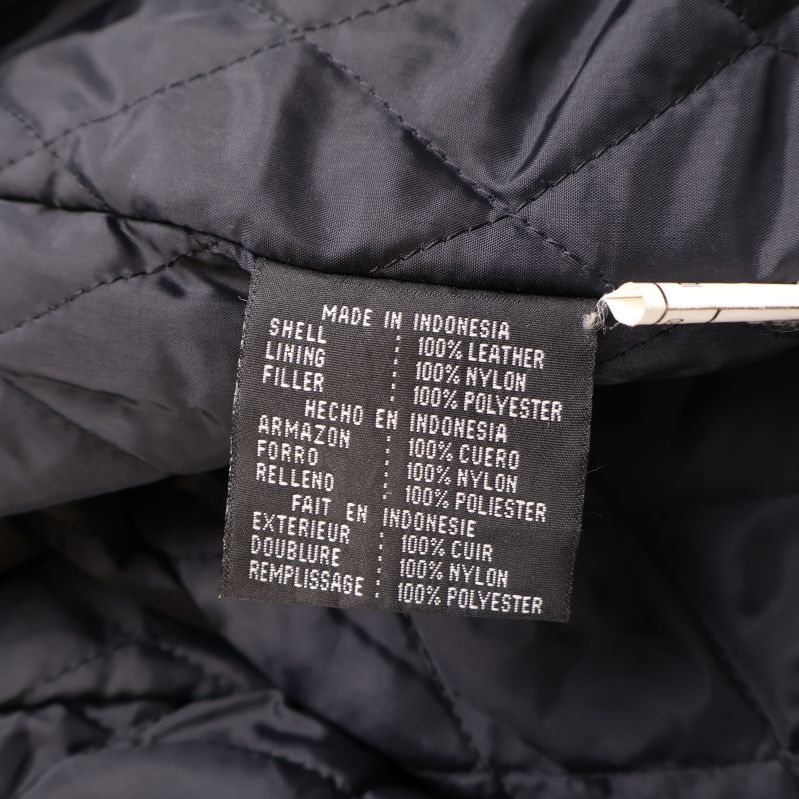 MADE IN INDONESIA
SHELL : 100% LEATHER
LINING : 100% NYLON
FILLER : 100% POLYESTER
HECHO EN INDONESIA
ARMAZON : 100% CUERO
FORRO : 100% NYLON
RELLENO : 100% POLIESTER
FAIT EN INDONESIE
EXTERIEUR : 100% CUIR
DOUBLURE : 100% NYLON
REMPLISSAGE : 100% POLYESTER